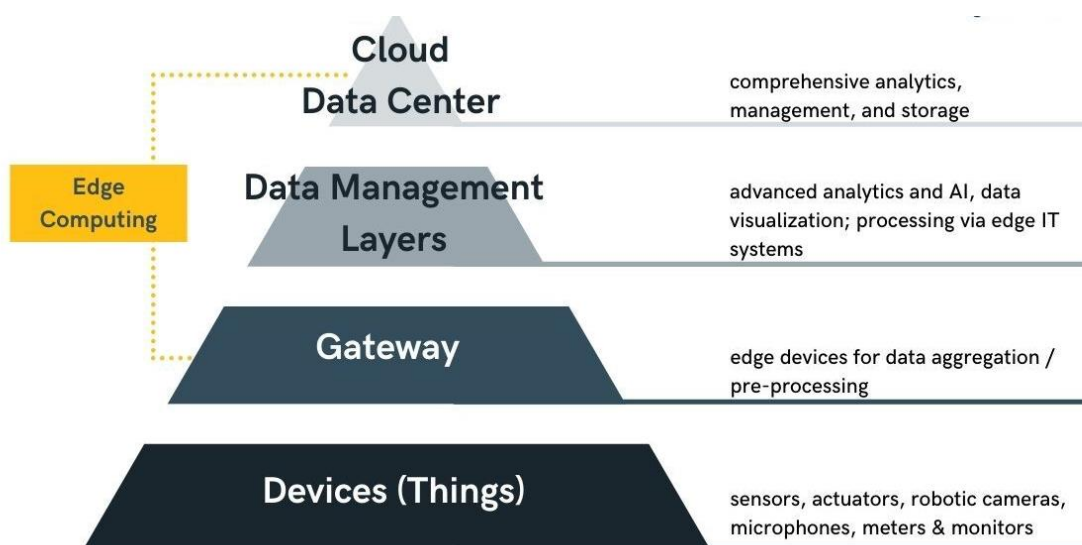 Cloud
Data Center
comprehensive analytics,
management, and storage
Edge
Computing
Data Management
Layers
advanced analytics and AI, data
visualization; processing via edge IT
systems
Gateway
edge devices for data aggregation /
pre-processing
Devices (Things)
sensors, actuators, robotic cameras,
microphones, meters & monitors